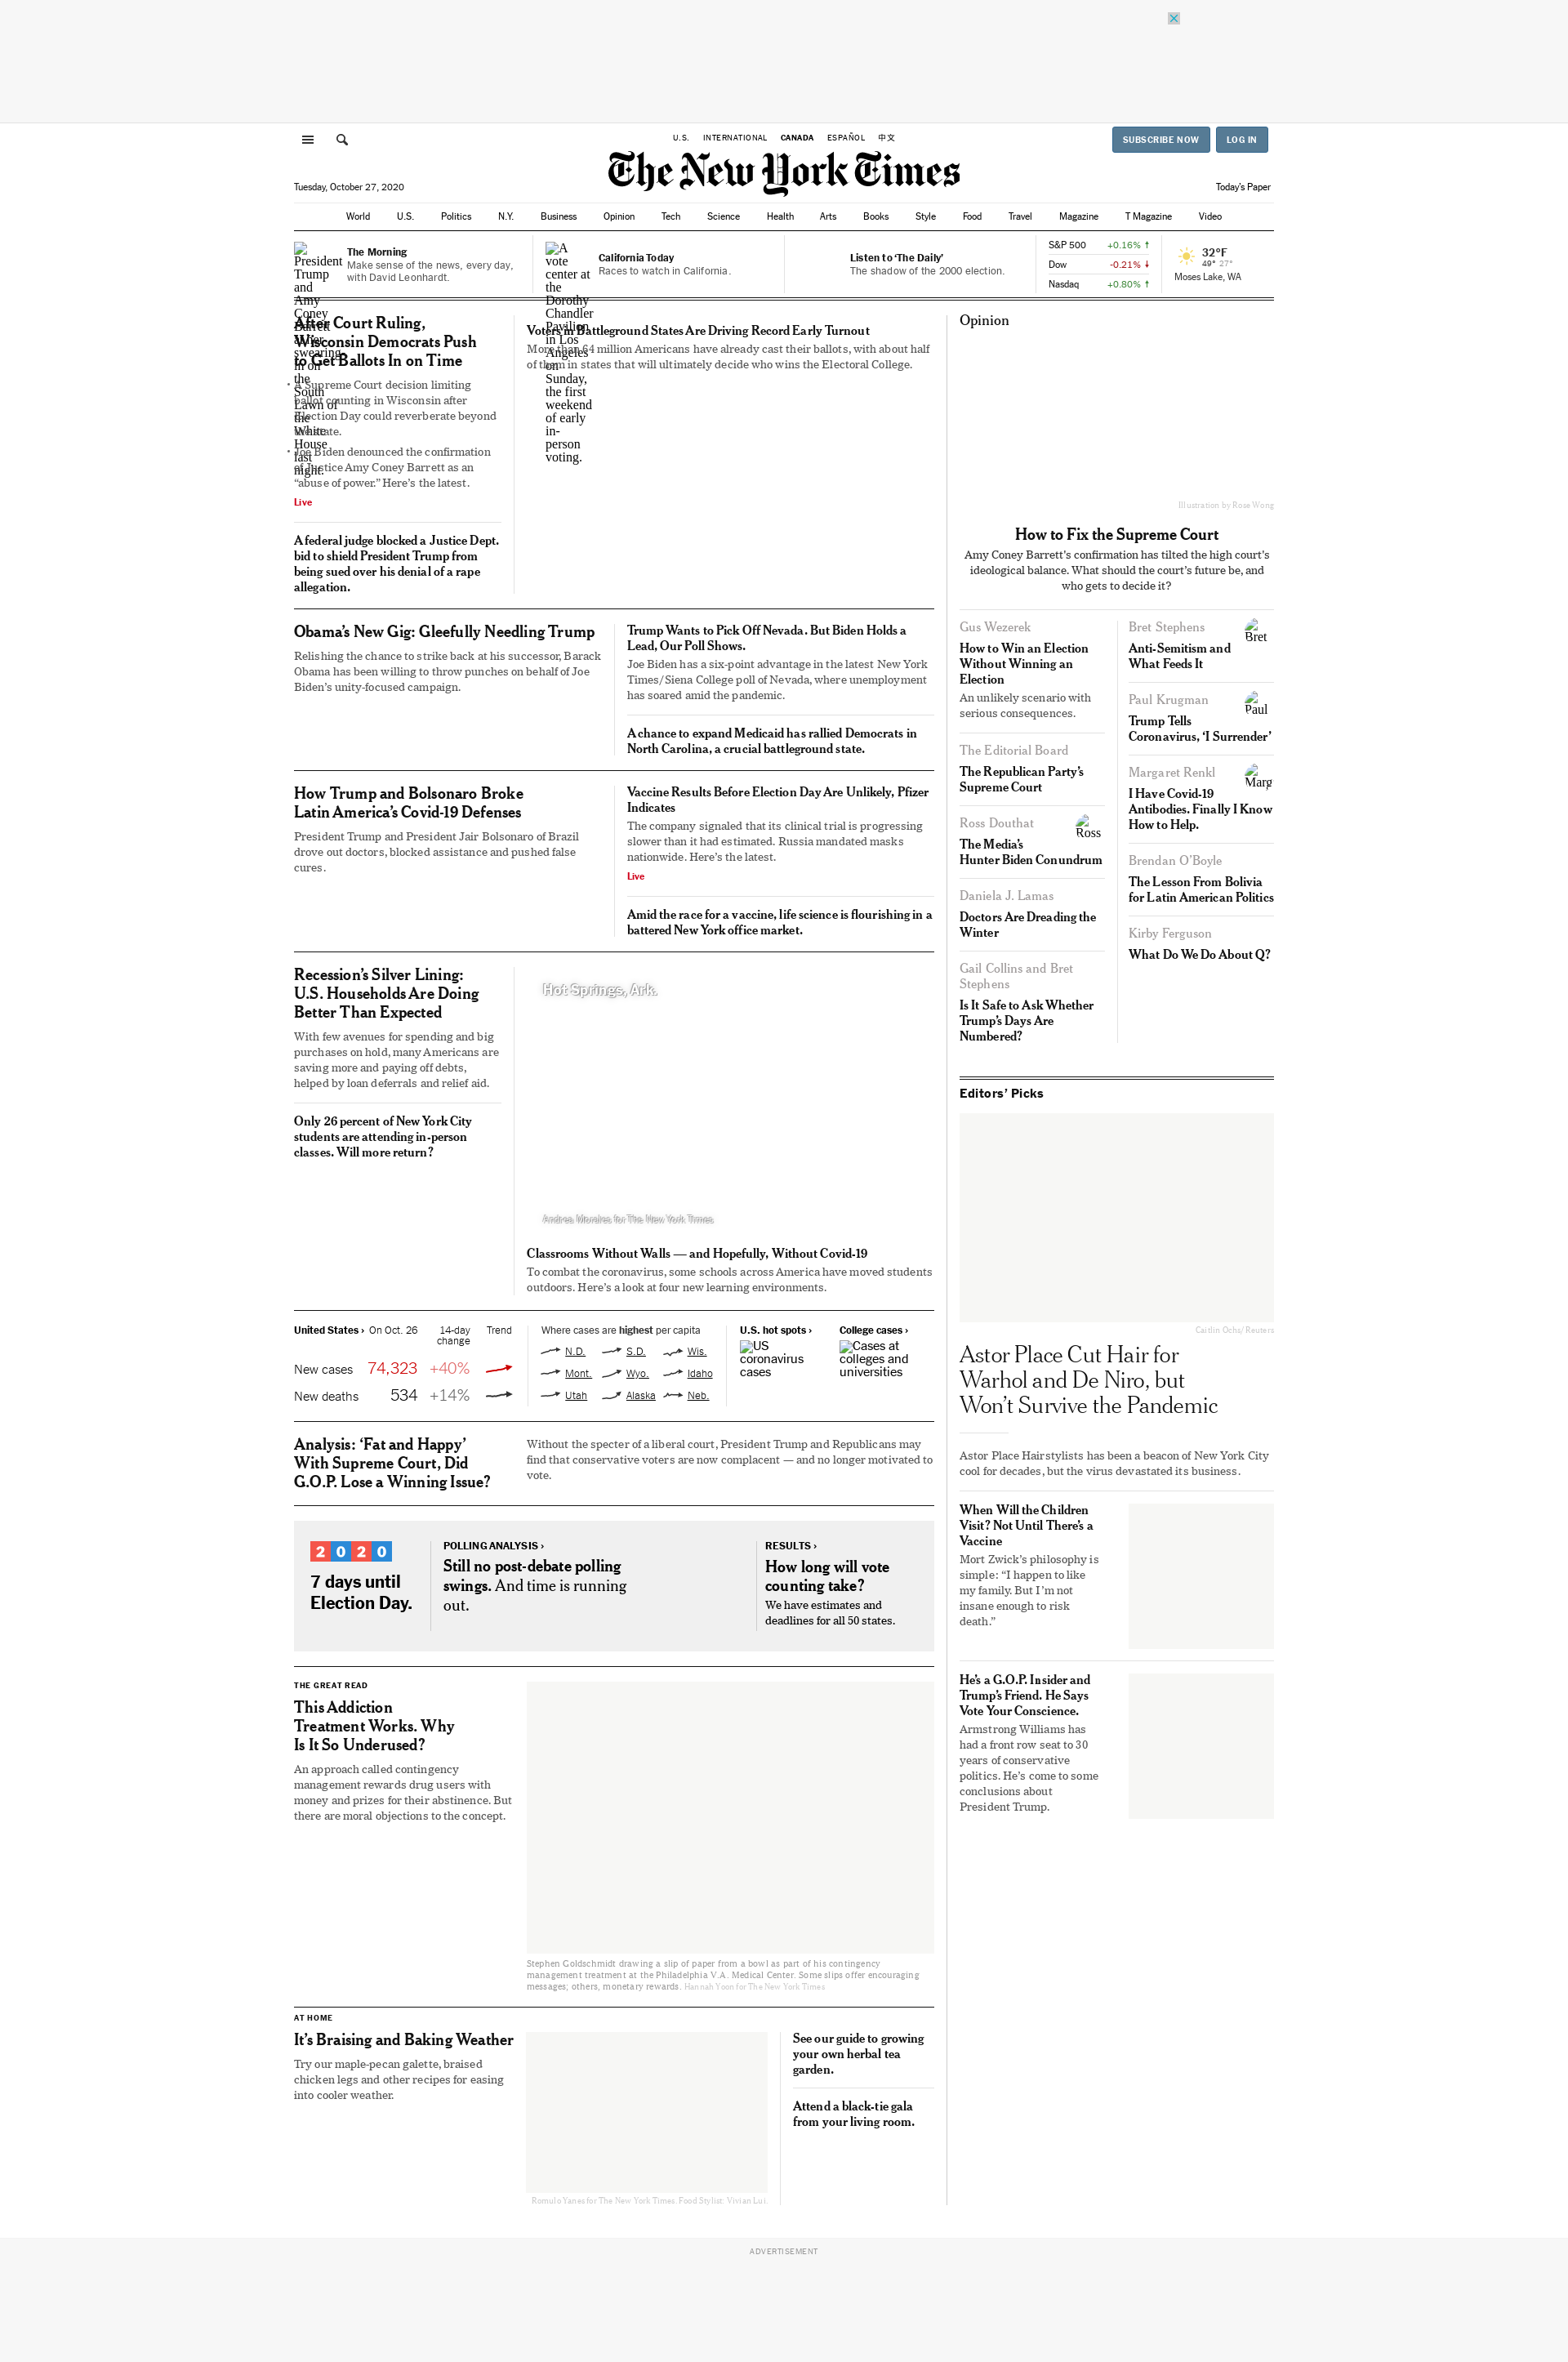 U.S. INTERNATIONAL CANADA ESPAÑOL 中文
SUBSCRIBE NOW LOG IN
The New York Times
Tuesday, October 27, 2020
Today's Paper
World U.S. Politics N.Y. Business Opinion Tech Science Health Arts Books Style Food Travel Magazine T Magazine Video
President
Trump
and
Amy
Coney
Barrett
at her
swearing-
in on
the
South
Lawn of
the
White
House
last
night.
The Morning
Make sense of the news, every day,
with David Leonhardt.
A
vote
center at
the
Dorothy
Chandler
Pavilion
in Los
Angeles
on
Sunday,
the first
weekend
of early
in-
person
voting.
California Today
Races to watch in California.
Listen to ‘The Daily’
The shadow of the 2000 election.
S&P 500 +0.16% ↑
Dow -0.21% ↓
Nasdaq +0.80% ↑
32°F
49° 27°
Moses Lake, WA
After Court Ruling,
Wisconsin Democrats Push
to Get Ballots In on Time
• A Supreme Court decision limiting
ballot counting in Wisconsin after
Election Day could reverberate beyond
the state.
• Joe Biden denounced the confirmation
of Justice Amy Coney Barrett as an
“abuse of power.” Here’s the latest.
Live
A federal judge blocked a Justice Dept.
bid to shield President Trump from
being sued over his denial of a rape
allegation.
Voters in Battleground States Are Driving Record Early Turnout
More than 64 million Americans have already cast their ballots, with about half
of them in states that will ultimately decide who wins the Electoral College.
Obama’s New Gig: Gleefully Needling Trump
Relishing the chance to strike back at his successor, Barack
Obama has been willing to throw punches on behalf of Joe
Biden’s unity-focused campaign.
Trump Wants to Pick Off Nevada. But Biden Holds a
Lead, Our Poll Shows.
Joe Biden has a six-point advantage in the latest New York
Times/Siena College poll of Nevada, where unemployment
has soared amid the pandemic.
A chance to expand Medicaid has rallied Democrats in
North Carolina, a crucial battleground state.
How Trump and Bolsonaro Broke
Latin America’s Covid-19 Defenses
President Trump and President Jair Bolsonaro of Brazil
drove out doctors, blocked assistance and pushed false
cures.
Vaccine Results Before Election Day Are Unlikely, Pfizer
Indicates
The company signaled that its clinical trial is progressing
slower than it had estimated. Russia mandated masks
nationwide. Here’s the latest.
Live
Amid the race for a vaccine, life science is flourishing in a
battered New York office market.
Recession’s Silver Lining:
U.S. Households Are Doing
Better Than Expected
With few avenues for spending and big
purchases on hold, many Americans are
saving more and paying off debts,
helped by loan deferrals and relief aid.
Only 26 percent of New York City
students are attending in-person
classes. Will more return?
Hot Springs, Ark.
Andrea Morales for The New York Times
Classrooms Without Walls — and Hopefully, Without Covid-19
To combat the coronavirus, some schools across America have moved students
outdoors. Here’s a look at four new learning environments.
United States › On Oct. 26 14-day
change Trend
New cases 74,323 +40%
New deaths 534 +14%
Where cases are highest per capita
N.D. S.D. Wis.
Mont. Wyo. Idaho
Utah Alaska Neb.
U.S. hot spots ›
US
coronavirus
cases
College cases ›
Cases at
colleges and
universities
Analysis: ‘Fat and Happy’
With Supreme Court, Did
G.O.P. Lose a Winning Issue?
Without the specter of a liberal court, President Trump and Republicans may
find that conservative voters are now complacent — and no longer motivated to
vote.
2020
7 days until
Election Day.
POLLING ANALYSIS ›
Still no post-debate polling
swings. And time is running
out.
RESULTS ›
How long will vote
counting take?
We have estimates and
deadlines for all 50 states.
THE GREAT READ
This Addiction
Treatment Works. Why
Is It So Underused?
An approach called contingency
management rewards drug users with
money and prizes for their abstinence. But
there are moral objections to the concept.
Stephen Goldschmidt drawing a slip of paper from a bowl as part of his contingency
management treatment at the Philadelphia V.A. Medical Center. Some slips offer encouraging
messages; others, monetary rewards. Hannah Yoon for The New York Times
AT HOME
It’s Braising and Baking Weather
Try our maple-pecan galette, braised
chicken legs and other recipes for easing
into cooler weather.
Romulo Yanes for The New York Times. Food Stylist: Vivian Lui.
See our guide to growing
your own herbal tea
garden.
Attend a black-tie gala
from your living room.
Opinion
Illustration by Rose Wong
How to Fix the Supreme Court
Amy Coney Barrett’s confirmation has tilted the high court’s
ideological balance. What should the court’s future be, and
who gets to decide it?
Gus Wezerek
How to Win an Election
Without Winning an
Election
An unlikely scenario with
serious consequences.
The Editorial Board
The Republican Party’s
Supreme Court
Ross Douthat
Ross
The Media’s
Hunter Biden Conundrum
Daniela J. Lamas
Doctors Are Dreading the
Winter
Gail Collins and Bret
Stephens
Is It Safe to Ask Whether
Trump’s Days Are
Numbered?
Bret Stephens
Bret
Anti-Semitism and
What Feeds It
Paul Krugman
Paul
Trump Tells
Coronavirus, ‘I Surrender’
Margaret Renkl
Marg
I Have Covid-19
Antibodies. Finally I Know
How to Help.
Brendan O’Boyle
The Lesson From Bolivia
for Latin American Politics
Kirby Ferguson
What Do We Do About Q?
Editors’ Picks
Caitlin Ochs/Reuters
Astor Place Cut Hair for
Warhol and De Niro, but
Won’t Survive the Pandemic
Astor Place Hairstylists has been a beacon of New York City
cool for decades, but the virus devastated its business.
When Will the Children
Visit? Not Until There’s a
Vaccine
Mort Zwick’s philosophy is
simple: “I happen to like
my family. But I’m not
insane enough to risk
death.”
He’s a G.O.P. Insider and
Trump’s Friend. He Says
Vote Your Conscience.
Armstrong Williams has
had a front row seat to 30
years of conservative
politics. He’s come to some
conclusions about
President Trump.
ADVERTISEMENT